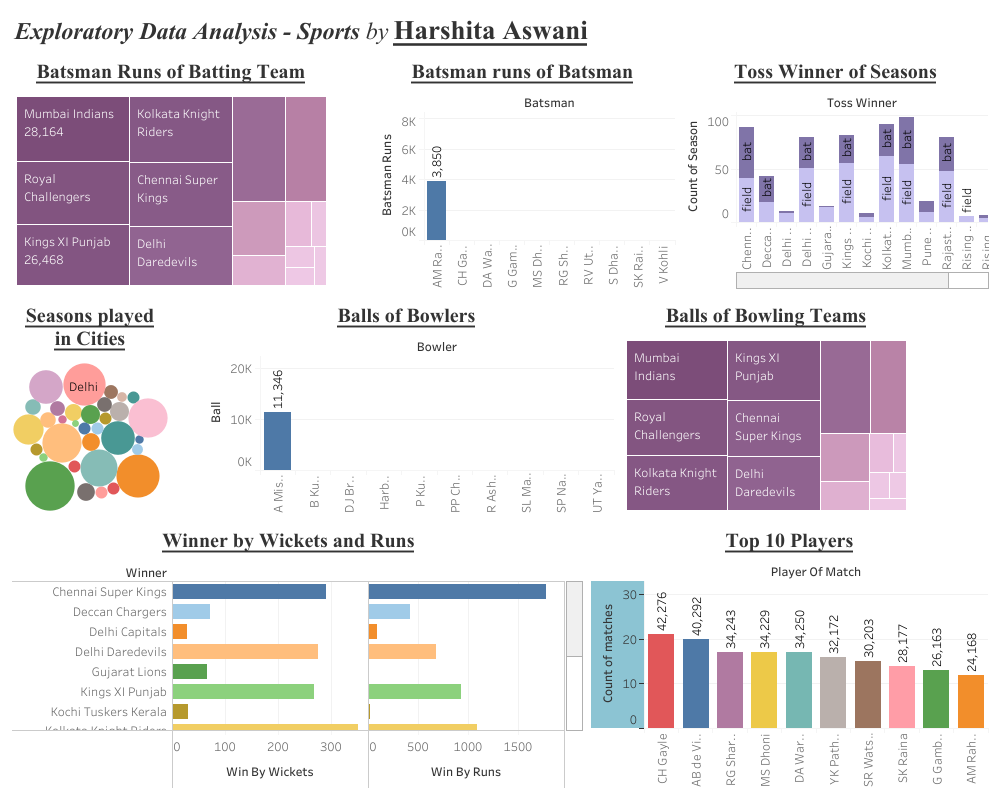 Exploratory Data Analysis - Sports by Harshita Aswani
Batsman Runs of Batting Team
Mumbai Indians
28,164
Royal
Challengers
Kings XI Punjab
26,468
Kolkata Knight
Riders
Chennai Super
Kings
Delhi
Daredevils
Batsman runs of Batsman
Batsman
Batsman Runs
8K
6K
4K
2K
0K
3,850
AM Ra..
CH Ga..
DA Wa..
G Gam..
MS Dh..
RG Sh..
RV Ut..
S Dha..
SK Rai..
V Kohli
Toss Winner of Seasons
Toss Winner
Count of Season
100
50
0
bat
field
bat
bat
field
bat
field
bat
field
bat
field
bat
field
field
Chenn..
Decca..
Delhi ..
Delhi ..
Gujara..
Kings ..
Kochi ..
Kolkat..
Mumb..
Pune ..
Rajast..
Rising ..
Rising
Seasons played
in Cities
Delhi
Balls of Bowlers
Bowler
Ball
20K
10K
0K
11,346
A Mis..
B Ku..
DJ Br..
Harb..
P Ku..
PP Ch..
R Ash..
SL Ma..
SP Na..
UT Ya..
Balls of Bowling Teams
Mumbai
Indians
Royal
Challengers
Kolkata Knight
Riders
Kings XI
Punjab
Chennai
Super Kings
Delhi
Daredevils
Winner by Wickets and Runs
Winner
Chennai Super Kings
Deccan Chargers
Delhi Capitals
Delhi Daredevils
Gujarat Lions
Kings XI Punjab
Kochi Tuskers Kerala
Kolkata Knight Riders
0 100 200 300
0 500 1000 1500
Win By Wickets
Win By Runs
Top 10 Players
Player Of Match
Count of matches
30
20
10
0
42,276
40,292
34,243
34,229
34,250
32,172
30,203
28,177
26,163
24,168
CH Gayle
AB de Vi..
RG Shar..
MS Dhoni
DA War..
YK Path..
SR Wats..
SK Raina
G Gamb..
AM Rah..